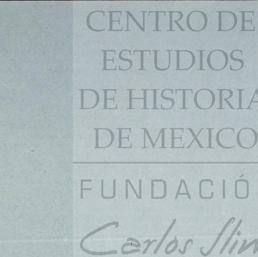 CENTRO DE
ESTUDIOS
DE HISTORIA
DE MEXICO
FUNDACIÓ
Carlos Slim